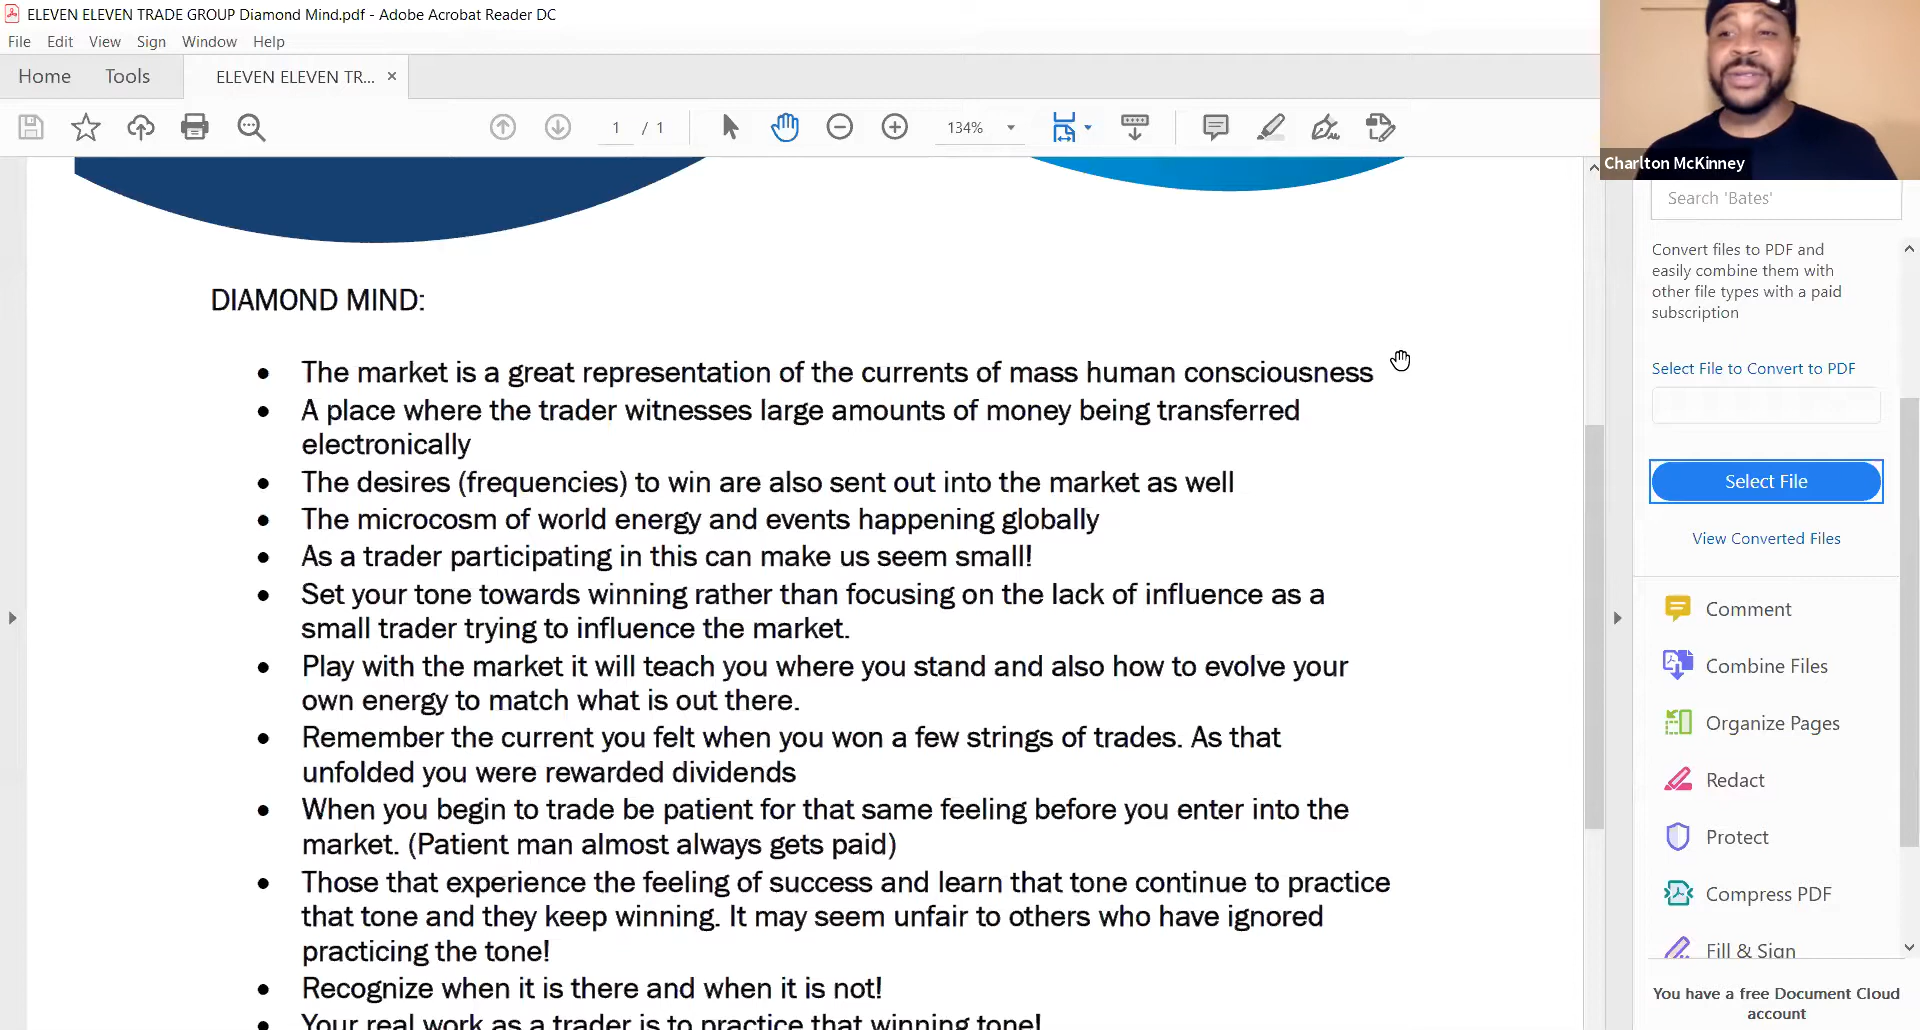 ELEVEN ELEVEN TRADE GROUP Diamond Mind.pdf - Adobe Acrobat Reader DC
File Edit View Sign Window Help
Home Tools ELEVEN ELEVEN TR... ×
1 / 1 134%
Charlton McKinney
Search 'Bates'
Convert files to PDF and
easily combine them with
other file types with a paid
subscription
Select File to Convert to PDF
Select File
View Converted Files
Comment
Combine Files
Organize Pages
Redact
Protect
Compress PDF
Fill & Sign
You have a free Document Cloud
account
DIAMOND MIND:
• The market is a great representation of the currents of mass human consciousness
• A place where the trader witnesses large amounts of money being transferred
electronically
• The desires (frequencies) to win are also sent out into the market as well
• The microcosm of world energy and events happening globally
• As a trader participating in this can make us seem small!
• Set your tone towards winning rather than focusing on the lack of influence as a
small trader trying to influence the market.
• Play with the market it will teach you where you stand and also how to evolve your
own energy to match what is out there.
• Remember the current you felt when you won a few strings of trades. As that
unfolded you were rewarded dividends
• When you begin to trade be patient for that same feeling before you enter into the
market. (Patient man almost always gets paid)
• Those that experience the feeling of success and learn that tone continue to practice
that tone and they keep winning. It may seem unfair to others who have ignored
practicing the tone!
• Recognize when it is there and when it is not!
• Your real work as a trader is to practice that winning tone!